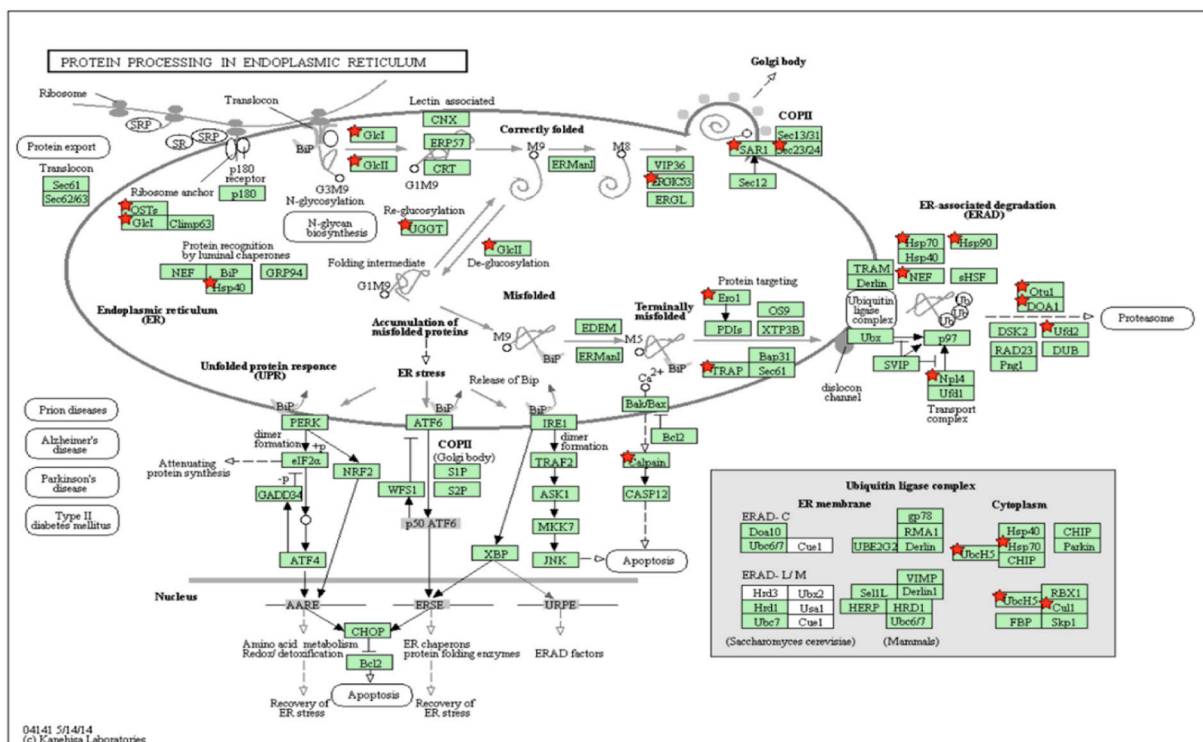 PROTEIN PROCESSING IN ENDOPLASMIC RETICULUM
Ribosome
Translocon
Lectin associated
Golgi body
SRP
SR
SRP
CNX
COPII
Sec13/31
Sec23/24
SAR1
Sec12
Protein export
Translocon
Sec61
Sec62/63
p180
receptor
Ribosome anchor
p180
BiP
GlcI
GlcII
ERP57
CRT
G3M9
N-glycosylation
G1M9
N-glycan
biosynthesis
Correctly folded
M9
ERManI
M8
VIP36
ERGIC53
ERGL
OSTs
GlcI
Climp63
Re-glucosylation
UGGT
GlcII
De-glucosylation
Protein recognition
by luminal chaperones
NEF
BiP
GRP94
Hsp40
Folding intermediate
G1M9
Endoplasmic reticulum
(ER)
Misfolded
Accumulation of
misfolded proteins
M9
BiP
EDEM
ERManI
Terminally
misfolded
M5
BiP
Protein targeting
Ero1
PDIs
OS9
XTP3B
TRAP
Bap31
Sec61
ER-associated degradation
(ERAD)
Hsp70
Hsp40
Hsp90
NEF
sHSF
TRAM
Derlin
Ubiquitin
ligase
complex
Ubx
Ub
Ub
Ub
Otu1
DOA1
DSK2
RAD23
Png1
Ufd2
DUB
Proteasome
p97
SVIP
Npl4
Ufd1
Transport
complex
dislocon
channel
Unfolded protein responce
(UPR)
ER stress
Release of Bip
Ca2+
Bak/Bax
Bcl2
Calpain
CASP12
Apoptosis
BiP
PERK
BiP
ATF6
BiP
IRE1
dimer
formation
dimer
formation
+p
eIF2α
Attenuating
protein synthesis
-p
GADD34
NRF2
ATF4
COPII
(Golgi body)
S1P
S2P
WFS1
p50 ATF6
TRAF2
ASK1
MKK7
JNK
XBP
Prion diseases
Alzheimer's
disease
Parkinson's
disease
Type II
diabetes mellitus
Nucleus
AARE
ERSE
URPE
CHOP
Bcl2
Apoptosis
Amino acid metabolism
Redox/ detoxification
ER chaperons
protein folding enzymes
ERAD factors
Recovery of
ER stress
Recovery of
ER stress
Ubiquitin ligase complex
ER membrane
Cytoplasm
ERAD- C
Doa10
Ubc6/7
Cue1
gp78
RMA1
UBE2G2
Derlin
Hsp40
UbcH5
Hsp70
CHIP
CHIP
Parkin
ERAD- L/ M
Hrd3
Ubx2
Hrd1
Usa1
Ubc7
Cue1
VIMP
Sel1L
Derlin1
HERP
HRD1
Ubc6/7
UbcH5
RBX1
Cul1
FBP
Skp1
(Saccharomyces cerevisiae)
(Mammals)
04141 5/14/14
(c) Kanehisa Laboratories